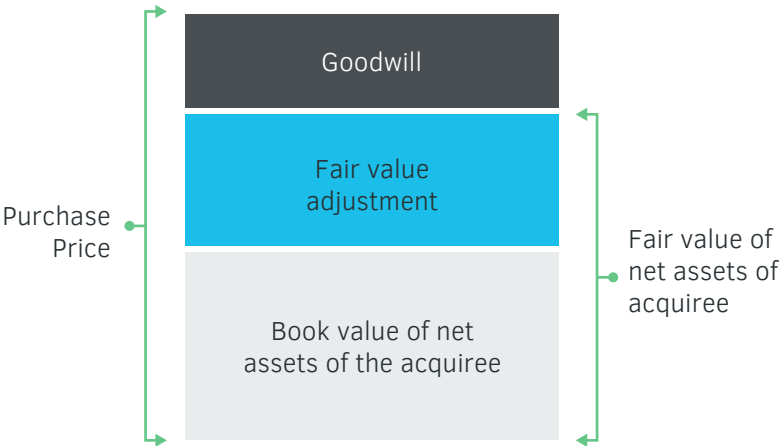 Goodwill
Fair value
adjustment
Purchase
Price
Fair value of
net assets of
acquiree
Book value of net
assets of the acquiree